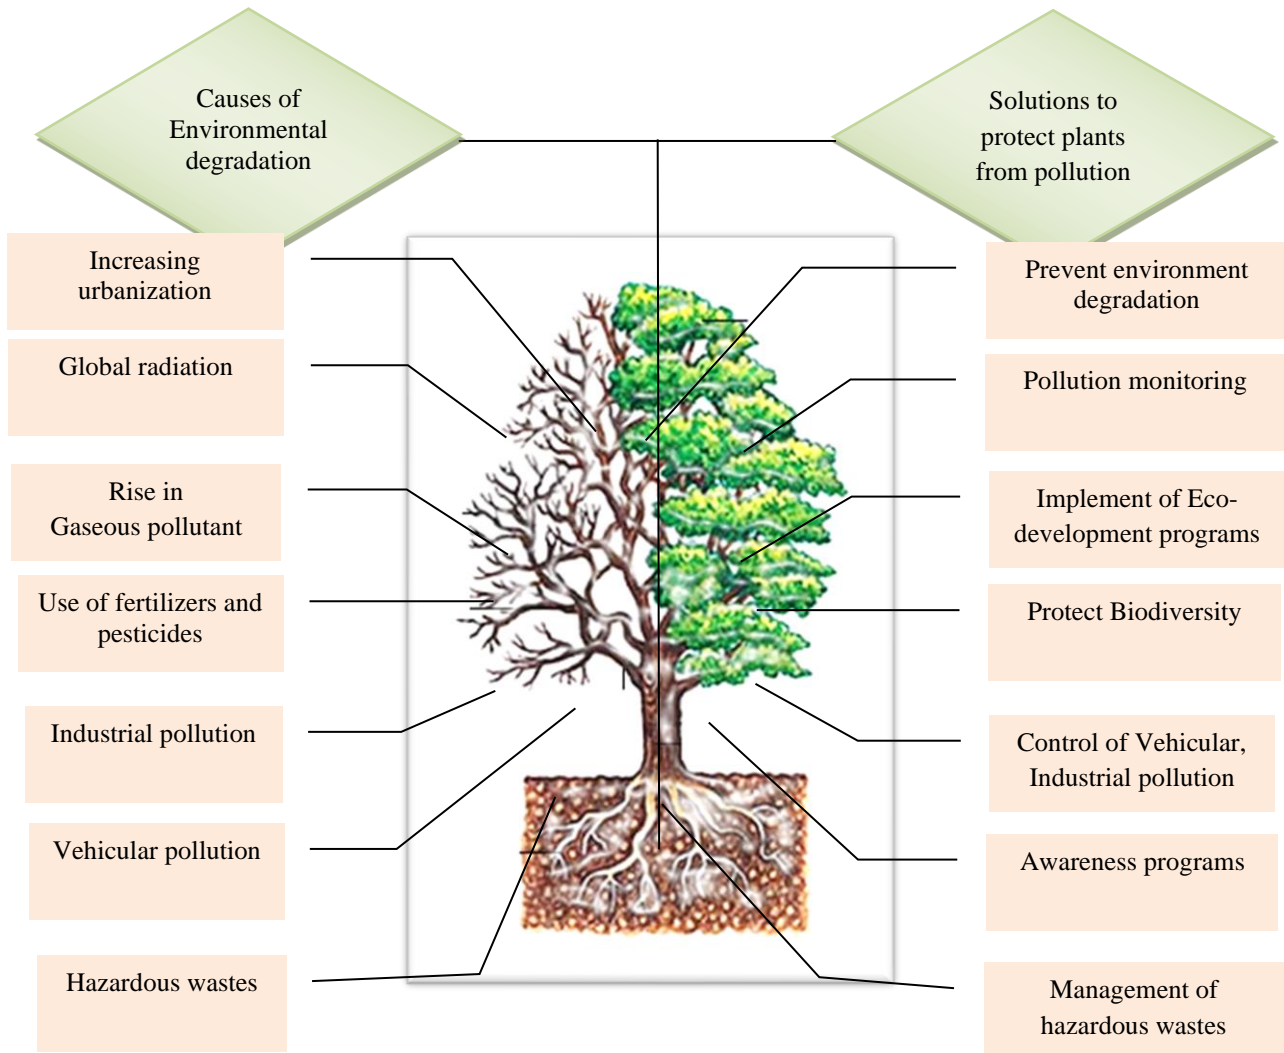 Causes of
Environmental
degradation
Solutions to
protect plants
from pollution
Increasing
urbanization
Global radiation
Rise in
Gaseous pollutant
Use of fertilizers and
pesticides
Industrial pollution
Vehicular pollution
Hazardous wastes
Prevent environment
degradation
Pollution monitoring
Implement of Eco-
development programs
Protect Biodiversity
Control of Vehicular,
Industrial pollution
Awareness programs
Management of
hazardous wastes